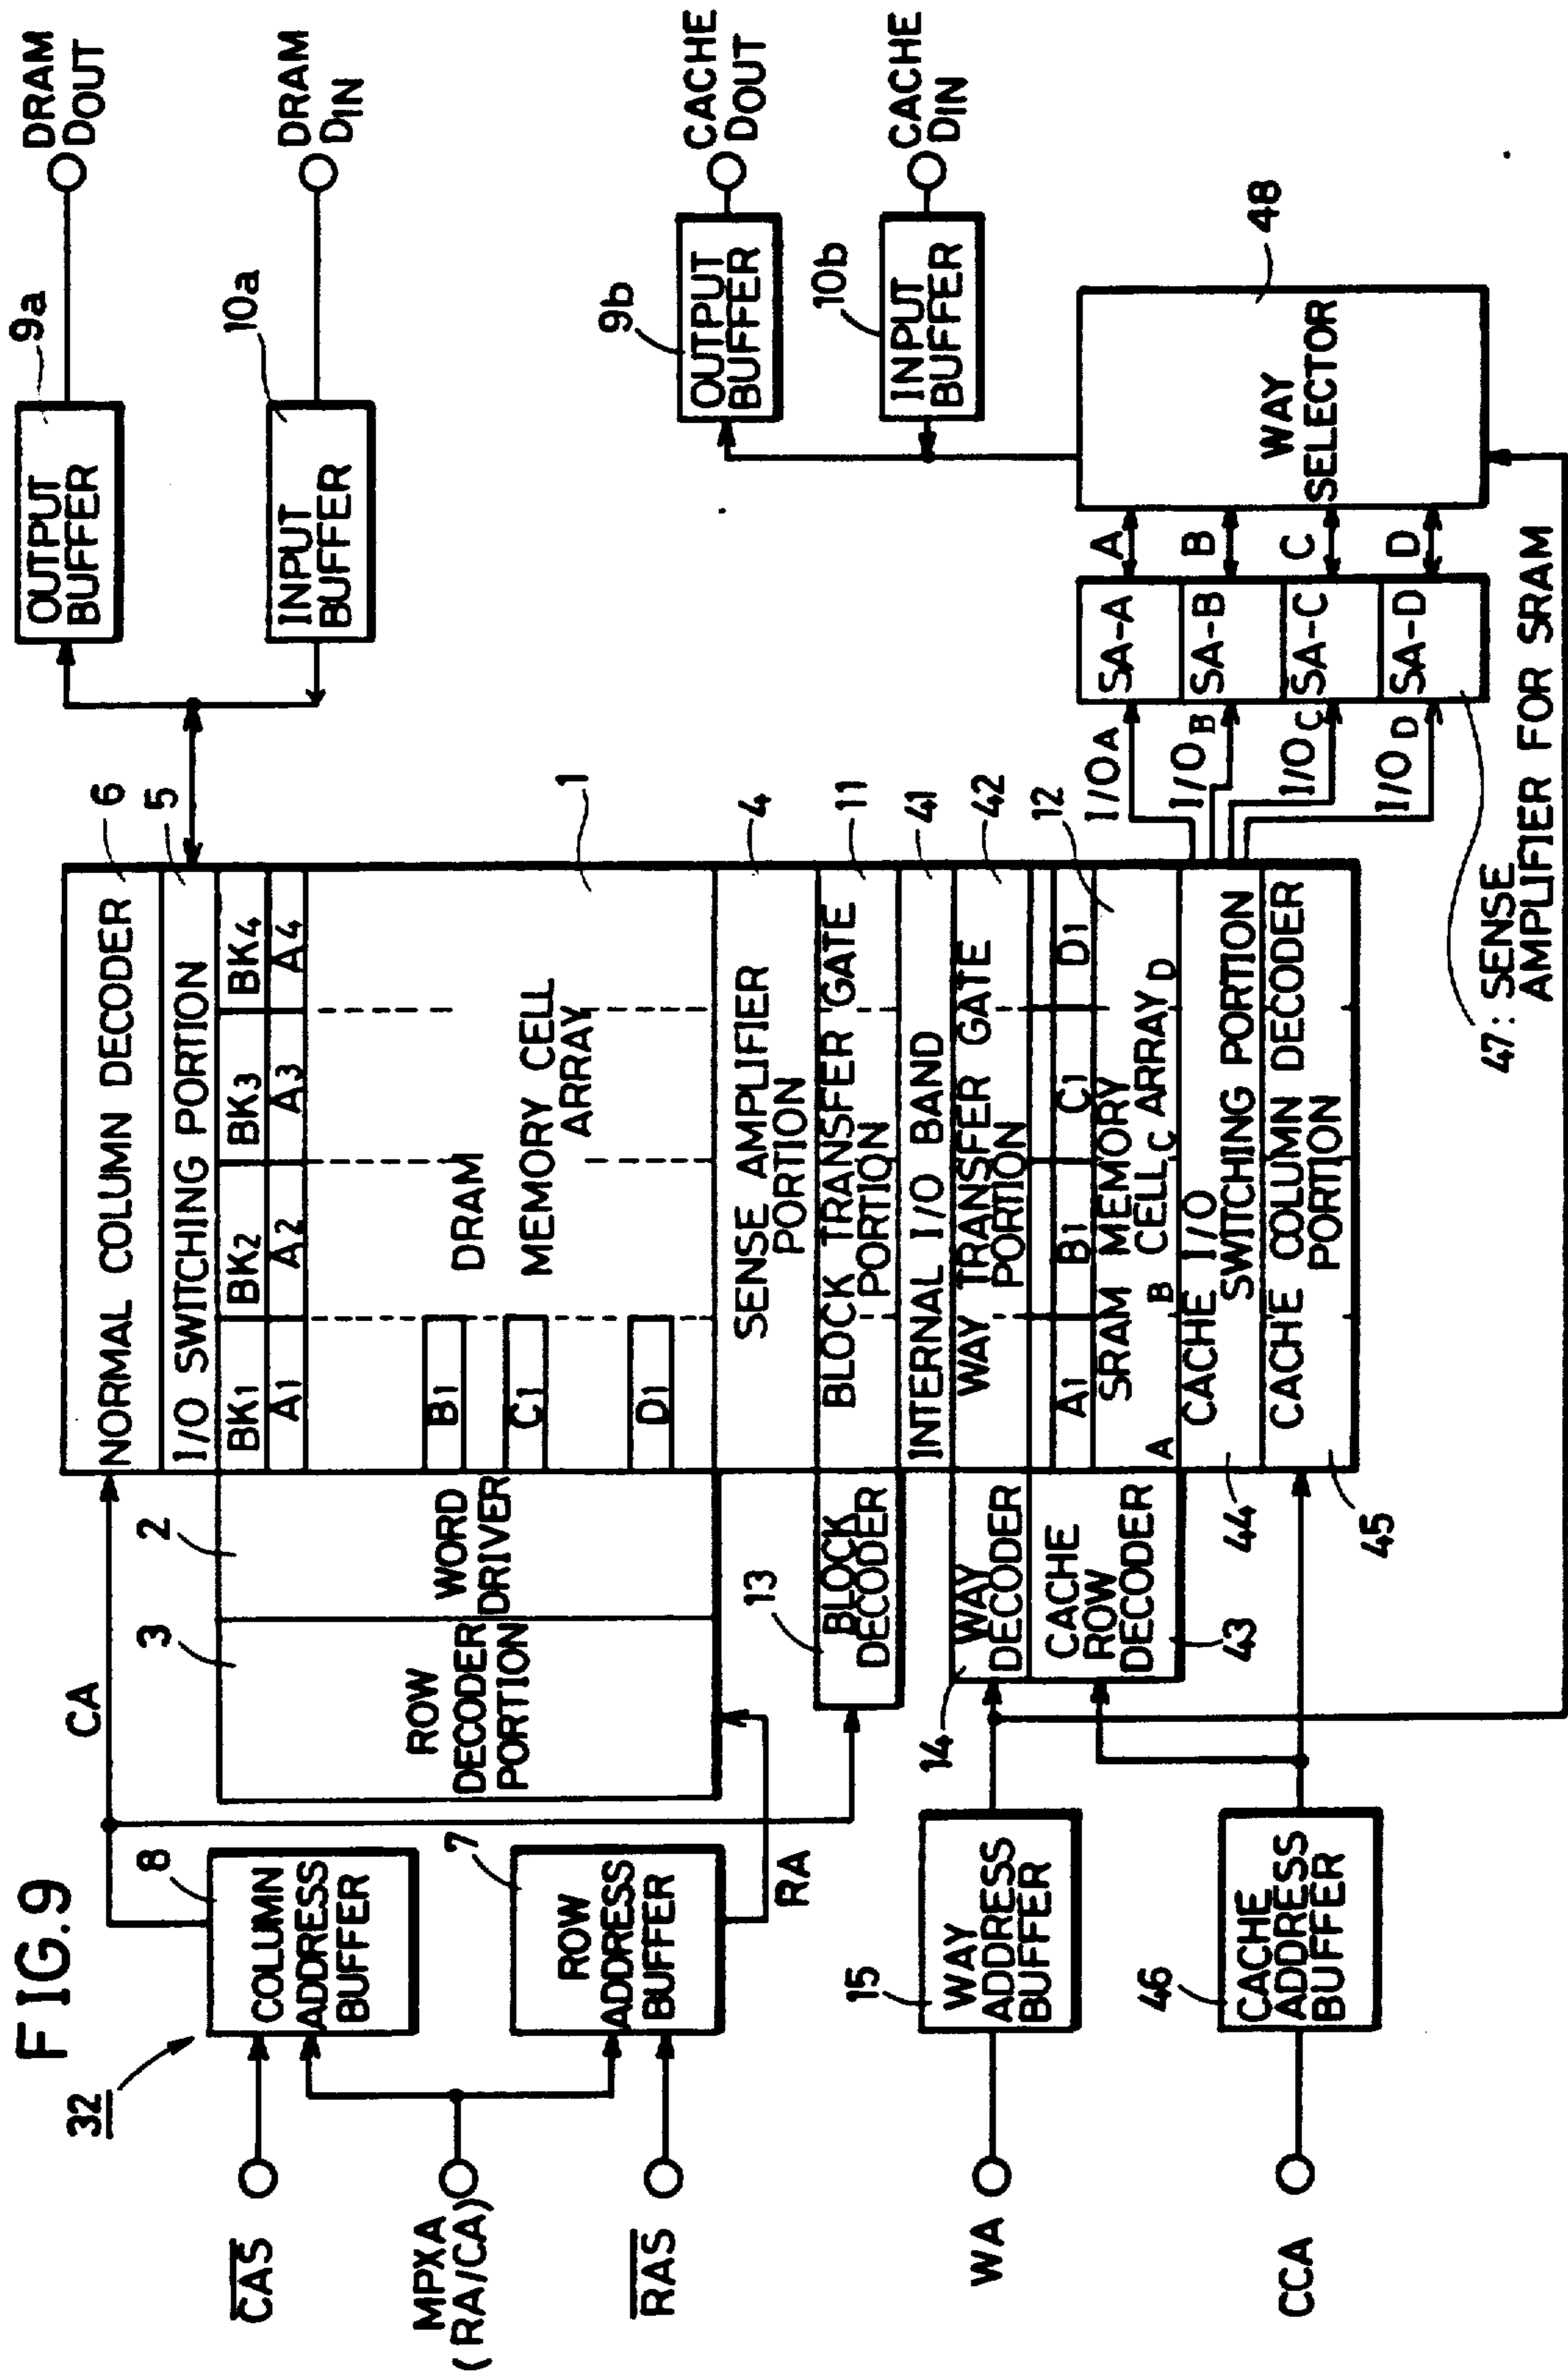 FIG.9
32
CAS
MPXA
(RA/CA)
RAS
WA
CCA
8
COLUMN
ADDRESS
BUFFER
7
ROW
ADDRESS
BUFFER
15
WAY
ADDRESS
BUFFER
46
CACHE
ADDRESS
BUFFER
CA
RA
3
ROW
DECODER
PORTION
2
WORD
DRIVER
13
BLOCK
DECODER
14
WAY
DECODER
CACHE
ROW
DECODER
43
44
45
NORMAL COLUMN DECODER
6
I/O SWITCHING PORTION
5
BK1
BK2
BK3
BK4
A1
A2
A3
A4
B1
C1
D1
DRAM
MEMORY CELL
ARRAY
1
SENSE AMPLIFIER
PORTION
4
BLOCK TRANSFER GATE
PORTION
11
INTERNAL I/O BAND
41
WAY TRANSFER GATE
PORTION
42
A1
B1
C1
D1
SRAM MEMORY
CELL ARRAY
A
B
C
D
12
CACHE I/O
SWITCHING PORTION
CACHE COLUMN DECODER
PORTION
OUTPUT
BUFFER
9a
DRAM
DOUT
INPUT
BUFFER
10a
DRAM
DIN
OUTPUT
BUFFER
9b
CACHE
DOUT
INPUT
BUFFER
10b
CACHE
DIN
I/OA
I/OB
I/OC
I/OD
SA-A
SA-B
SA-C
SA-D
A
B
C
D
WAY
SELECTOR
48
47: SENSE
AMPLIFIER FOR SRAM